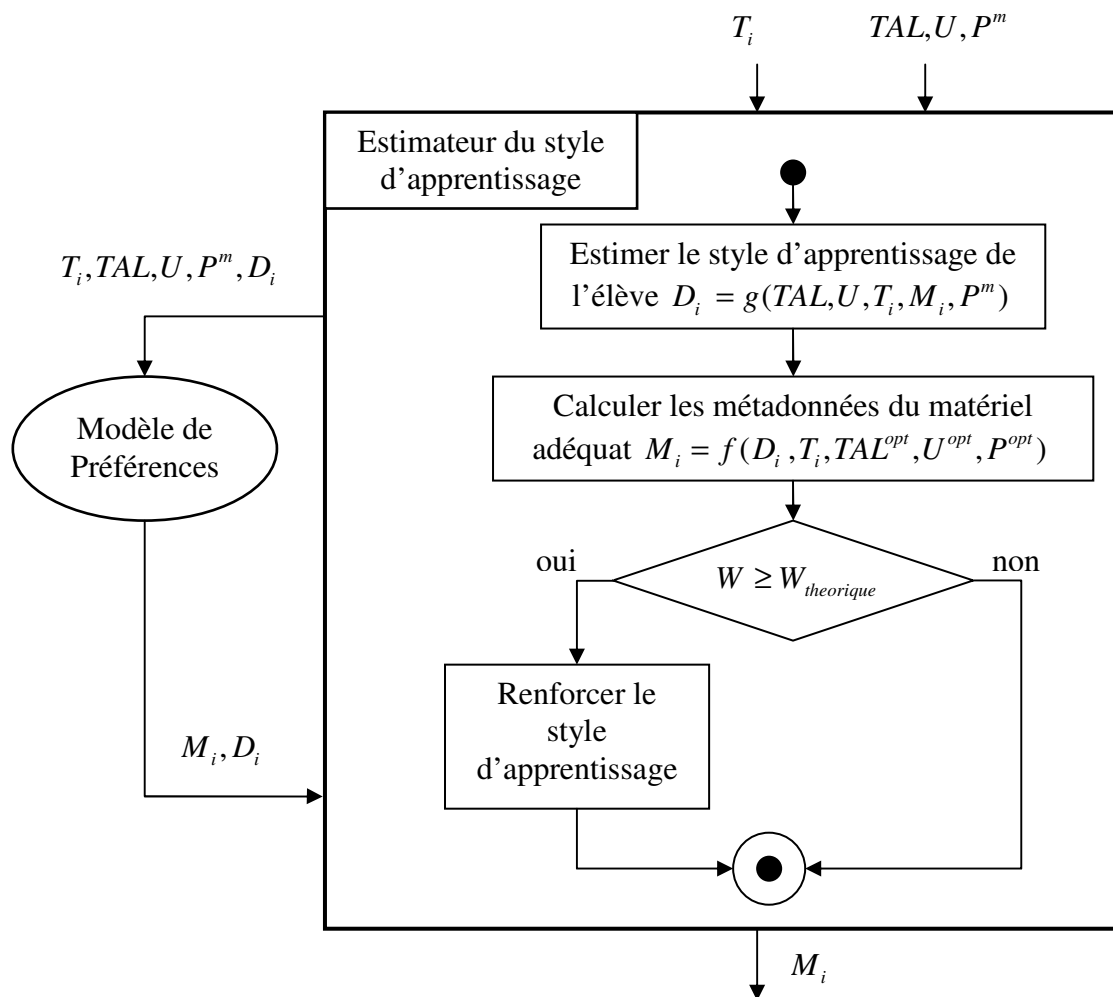 T_i
TAL,U,P^m
Estimateur du style
d'apprentissage
Estimer le style d'apprentissage de
l'élève D_i = g(TAL,U,T_i,M_i,P^m)
T_i,TAL,U,P^m,D_i
Calculer les métadonnées du matériel
adéquat M_i = f(D_i,T_i,TAL^opt,U^opt,P^opt)
Modèle de
Préférences
oui
non
W ≥ W_theorique
Renforcer le
style
d'apprentissage
M_i,D_i
M_i